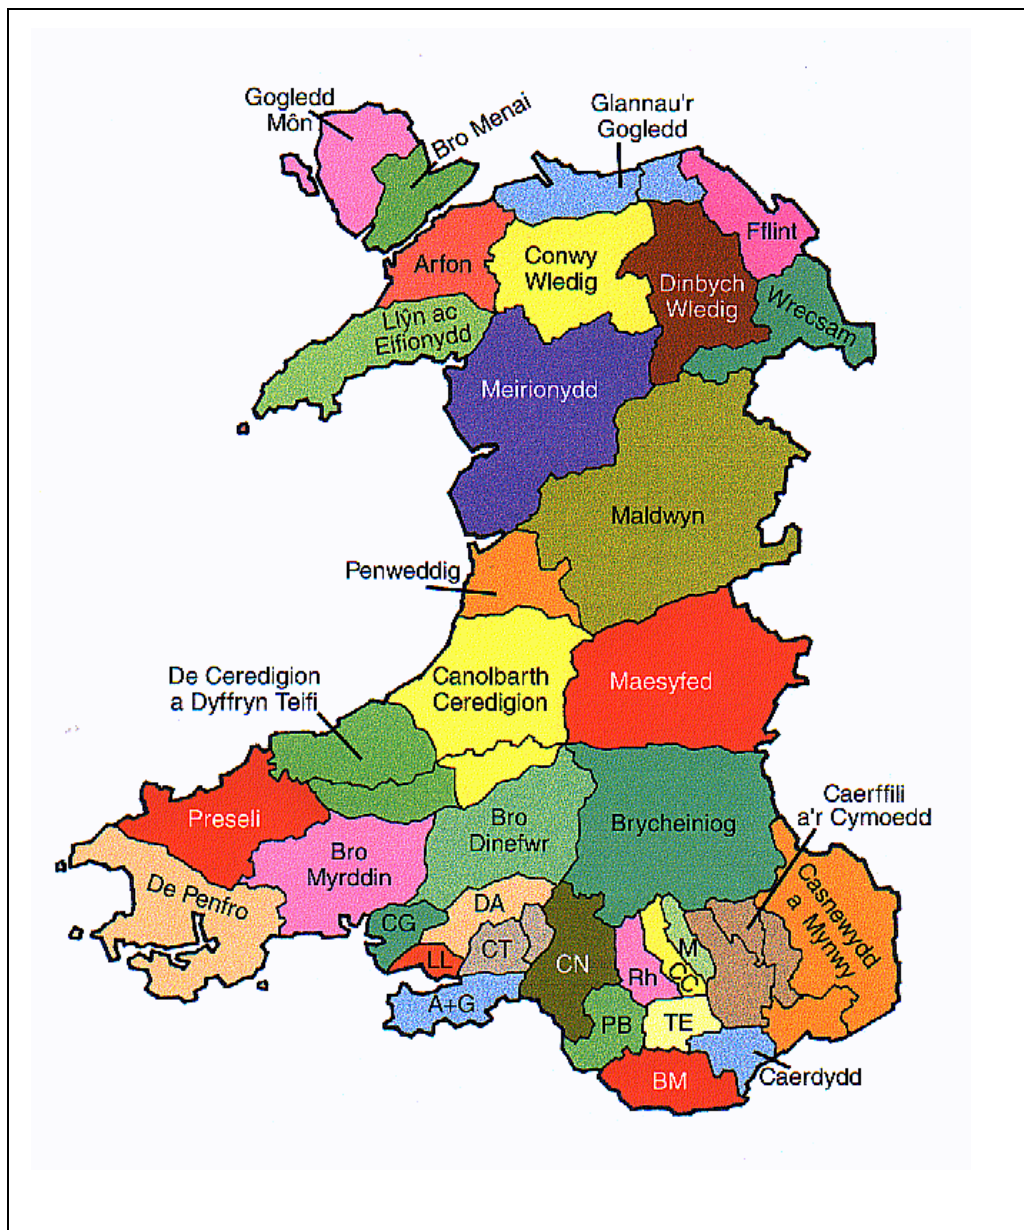 Gogledd
Môn
Bro Menai
Glannau'r
Gogledd
Fflint
Arfon
Conwy
Wledig
Dinbych
Wledig
Wrecsam
Llŷn ac
Eifionydd
Meirionydd
Maldwyn
Penweddig
De Ceredigion
a Dyffryn Teifi
Canolbarth
Ceredigion
Maesyfed
Preseli
Bro
Myrddin
Bro
Dinefwr
Brycheiniog
Caerffili
a'r Cymoedd
De Penfro
Casnewydd
a Mynwy
DA
CG
CT
LL
CN
M
CC
Rh
A+G
PB
TE
BM
Caerdydd